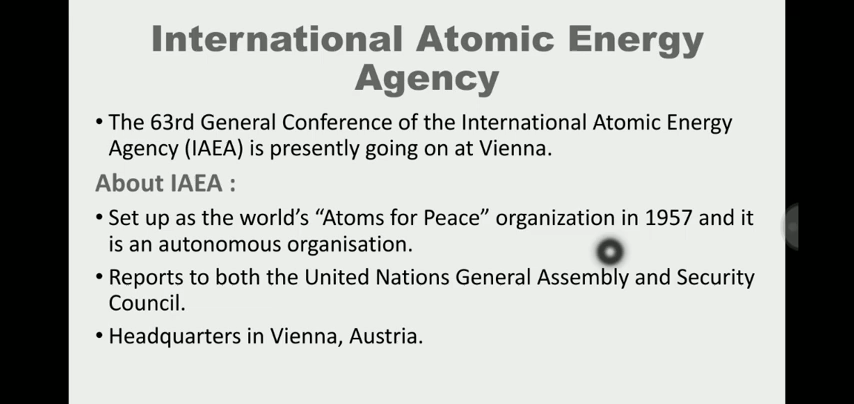 International Atomic Energy
Agency
• The 63rd General Conference of the International Atomic Energy
Agency (IAEA) is presently going on at Vienna.
About IAEA :
• Set up as the world’s “Atoms for Peace” organization in 1957 and it
is an autonomous organisation.
• Reports to both the United Nations General Assembly and Security
Council.
• Headquarters in Vienna, Austria.